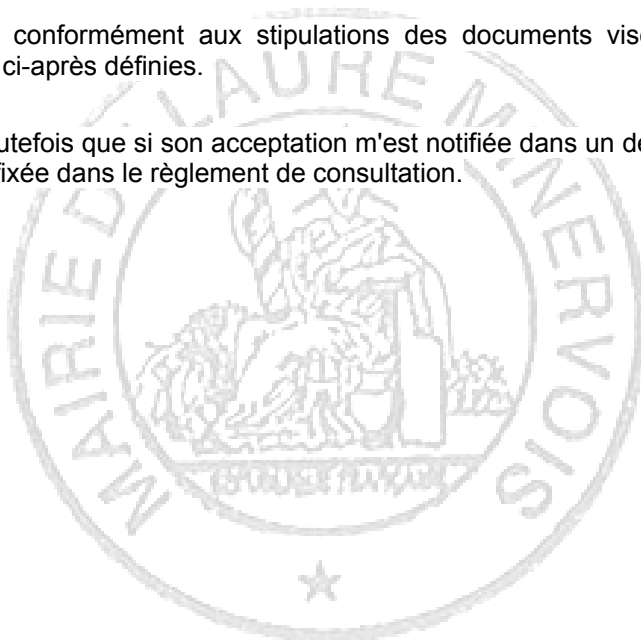 conformément aux stipulations des documents vis
ci-après définies.
utefois que si son acceptation m'est notifiée dans un dé
fixée dans le règlement de consultation.
MAIRIE DE LAURE MINERVOIS